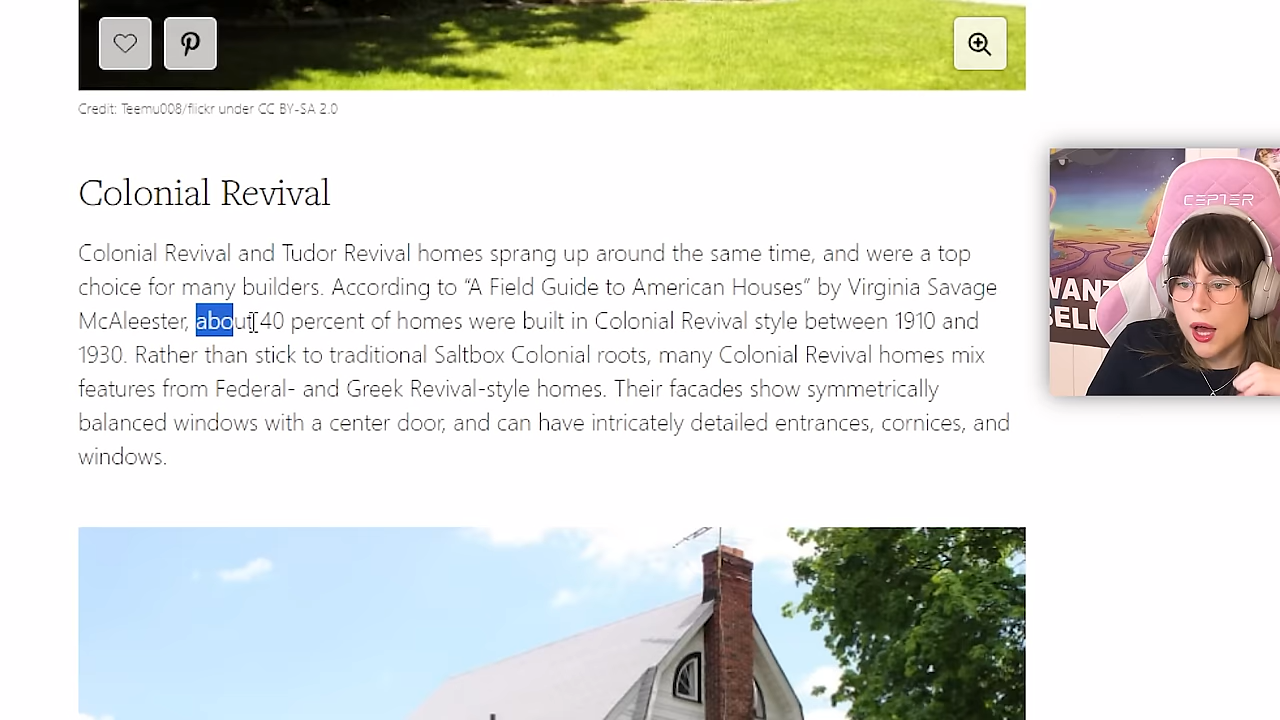 Credit: Teemu008/flickr under CC BY-SA 2.0
Colonial Revival
Colonial Revival and Tudor Revival homes sprang up around the same time, and were a top
choice for many builders. According to “A Field Guide to American Houses” by Virginia Savage
McAleester, about 40 percent of homes were built in Colonial Revival style between 1910 and
1930. Rather than stick to traditional Saltbox Colonial roots, many Colonial Revival homes mix
features from Federal- and Greek Revival-style homes. Their facades show symmetrically
balanced windows with a center door, and can have intricately detailed entrances, cornices, and
windows.
CEPTER
WANT